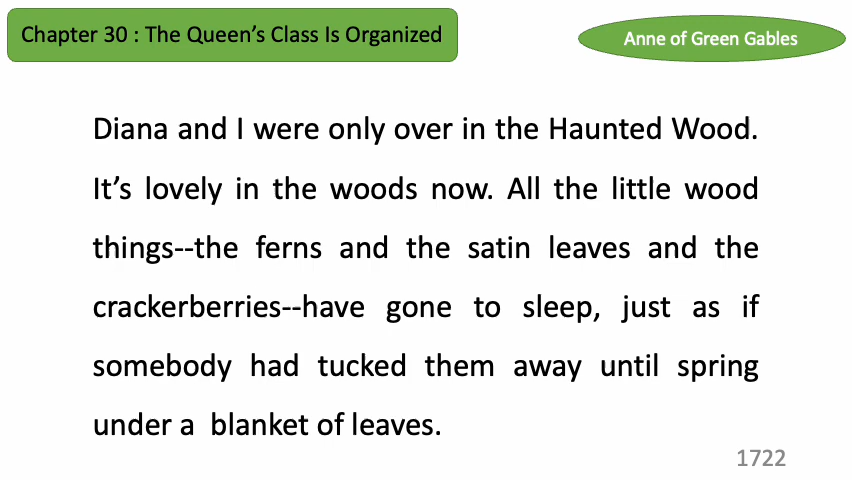 Chapter 30 : The Queen’s Class Is Organized
Anne of Green Gables
Diana and I were only over in the Haunted Wood.
It’s lovely in the woods now. All the little wood
things--the ferns and the satin leaves and the
crackerberries--have gone to sleep, just as if
somebody had tucked them away until spring
under a  blanket of leaves.
1722